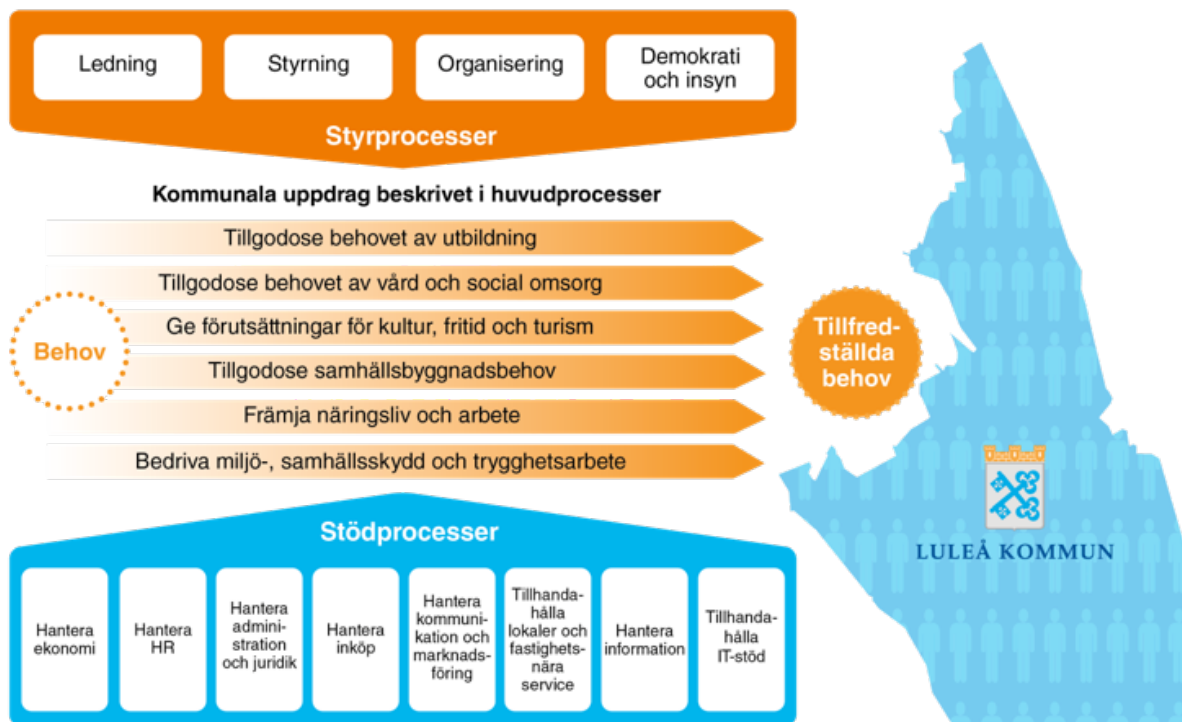 Ledning
Styrning
Organisering
Demokrati
och insyn
Styrprocesser
Kommunala uppdrag beskrivet i huvudprocesser
Tillgodose behovet av utbildning
Tillgodose behovet av vård och social omsorg
Ge förutsättningar för kultur, fritid och turism
Tillgodose samhällsbyggnadsbehov
Främja näringsliv och arbete
Bedriva miljö-, samhällsskydd och trygghetsarbete
Behov
Tillfred-
ställda
behov
LULEÅ KOMMUN
Stödprocesser
Hantera
ekonomi
Hantera
HR
Hantera
admini-
stration
och juridik
Hantera
inköp
Hantera
kommuni-
kation och
marknads-
föring
Tillhanda-
hålla
lokaler och
fastighets-
nära
service
Hantera
information
Tillhanda-
hålla
IT-stöd